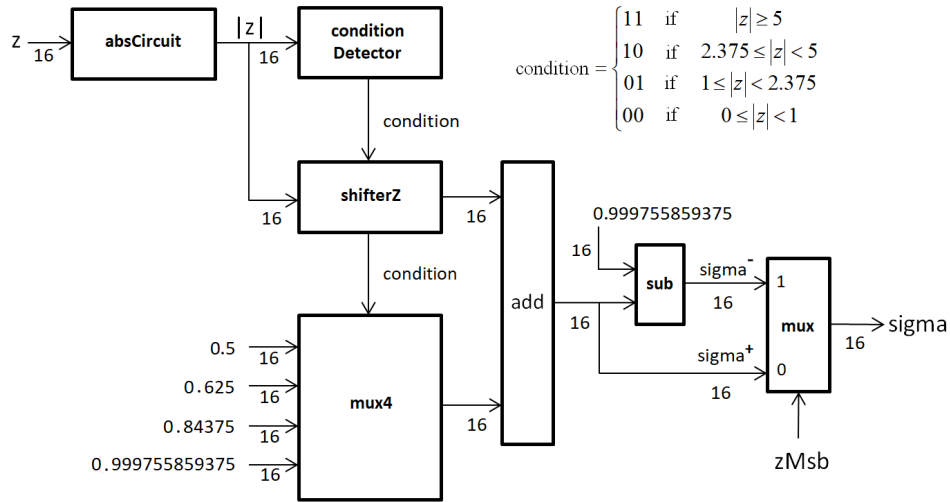 z
16
absCircuit
|z|
16
condition
Detector
condition = { 11 if |z| ≥ 5
10 if 2.375 ≤ |z| < 5
01 if 1 ≤ |z| < 2.375
00 if 0 ≤ |z| < 1
condition
16
shifterZ
16
condition
0.5
16
0.625
16
0.84375
16
0.999755859375
16
mux4
16
add
16
0.999755859375
16
sub
sigma-
16
sigma+
16
1
mux
0
16
sigma
zMsb